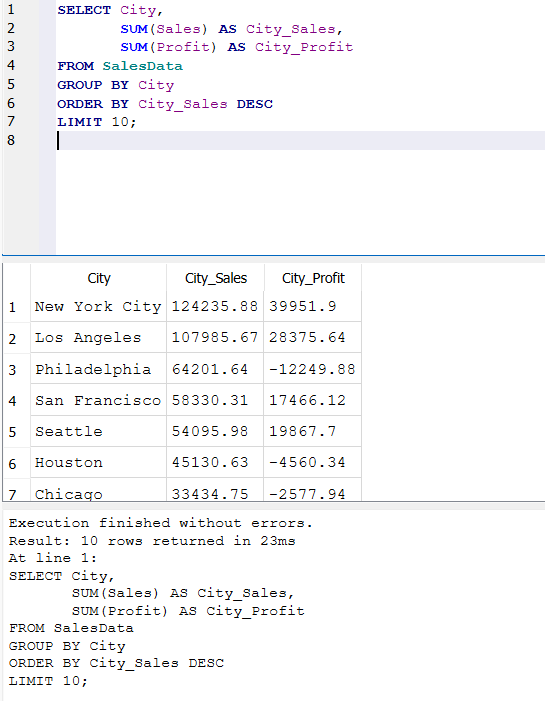 1 SELECT City,
2 SUM(Sales) AS City_Sales,
3 SUM(Profit) AS City_Profit
4 FROM SalesData
5 GROUP BY City
6 ORDER BY City_Sales DESC
7 LIMIT 10;
8
City City_Sales City_Profit
1 New York City 124235.88 39951.9
2 Los Angeles 107985.67 28375.64
3 Philadelphia 64201.64 -12249.88
4 San Francisco 58330.31 17466.12
5 Seattle 54095.98 19867.7
6 Houston 45130.63 -4560.34
7 Chicago 33434.75 -2577.94
Execution finished without errors.
Result: 10 rows returned in 23ms
At line 1:
SELECT City,
SUM(Sales) AS City_Sales,
SUM(Profit) AS City_Profit
FROM SalesData
GROUP BY City
ORDER BY City_Sales DESC
LIMIT 10;